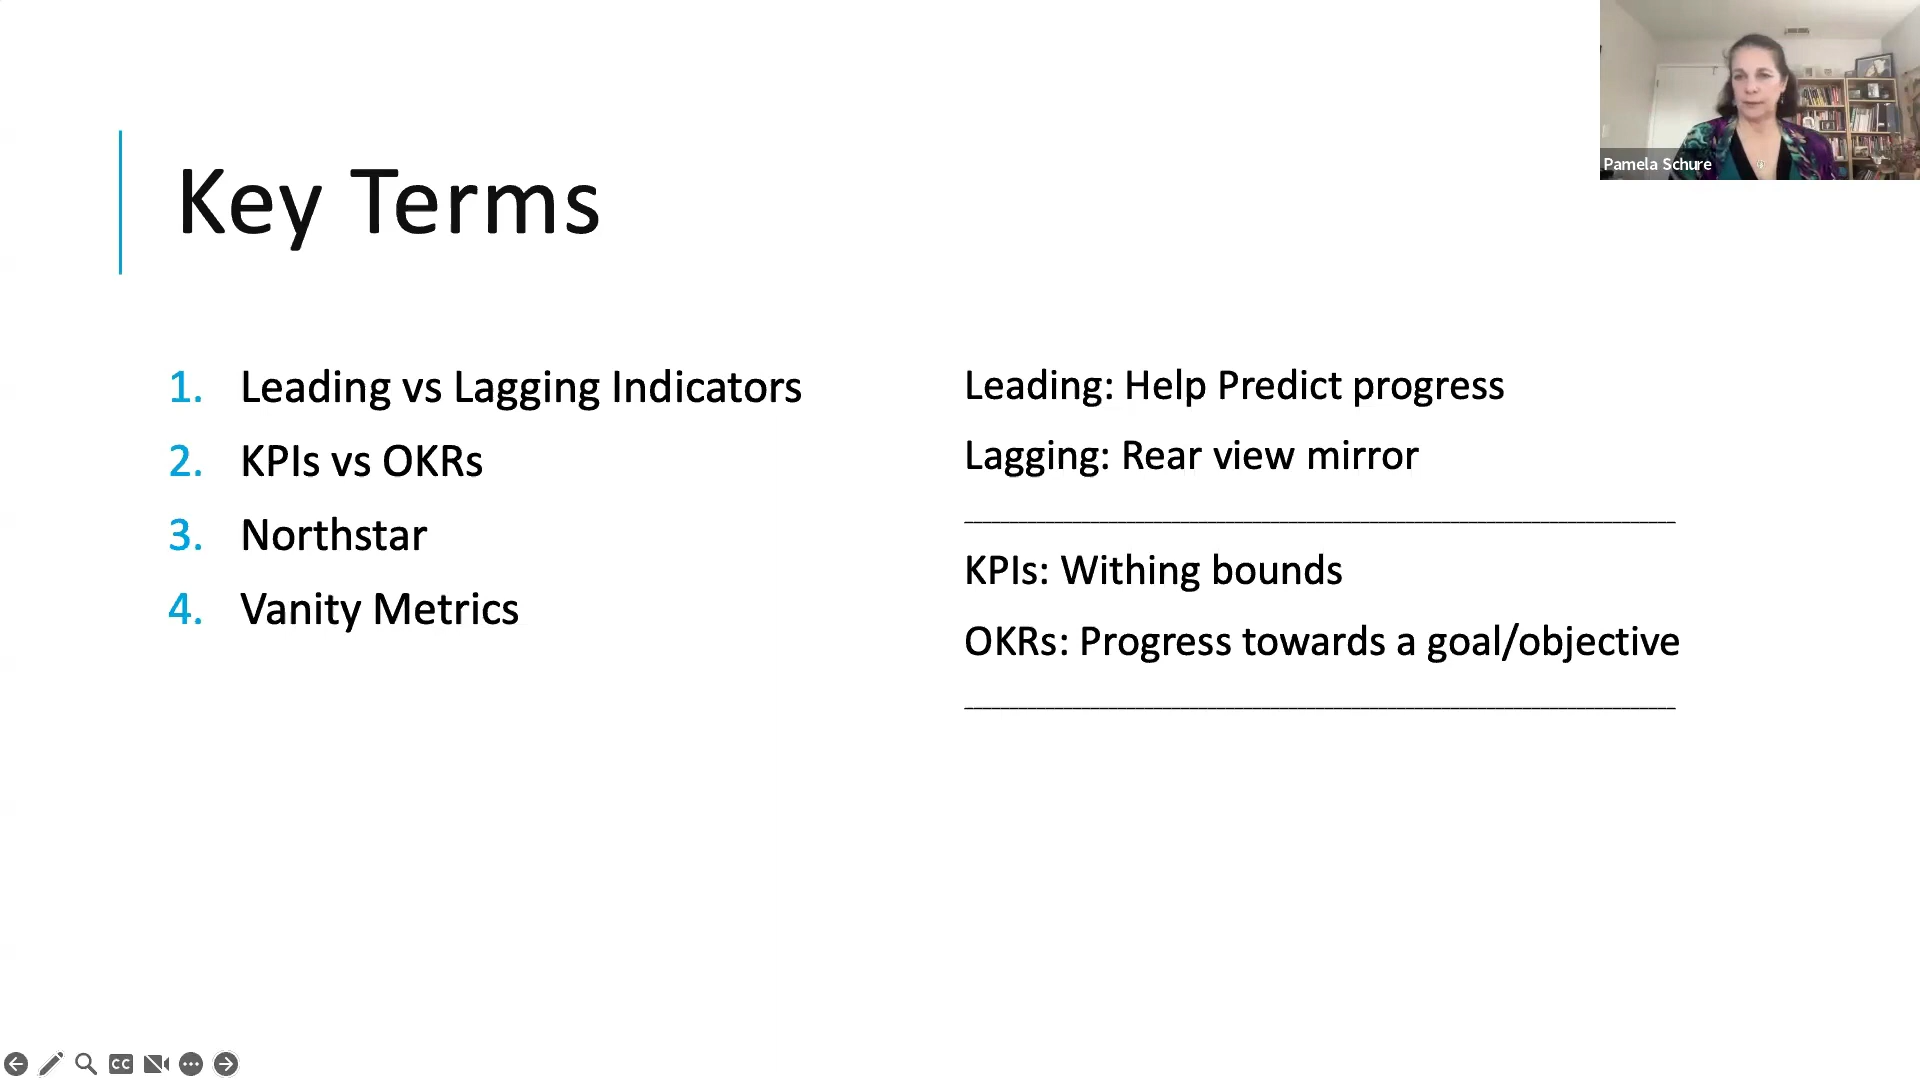 Pamela Schure
Key Terms
1. Leading vs Lagging Indicators
2. KPIs vs OKRs
3. Northstar
4. Vanity Metrics
Leading: Help Predict progress
Lagging: Rear view mirror
KPIs: Withing bounds
OKRs: Progress towards a goal/objective
CC